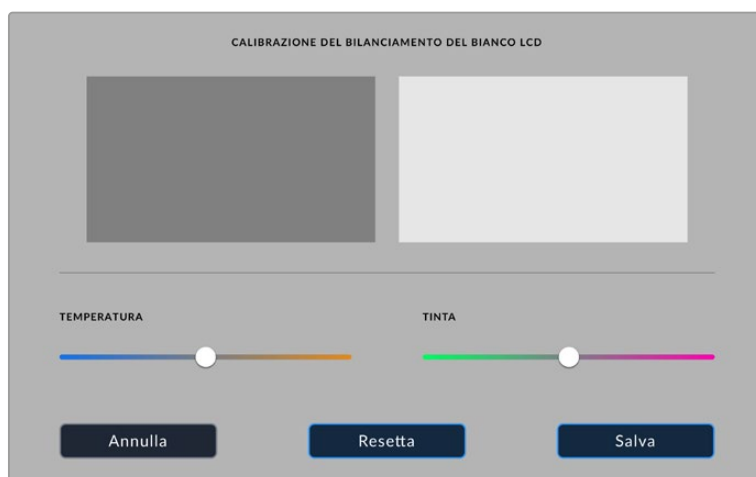 CALIBRAZIONE DEL BILANCIAMENTO DEL BIANCO LCD
TEMPERATURA
TINTA
Annulla
Resetta
Salva